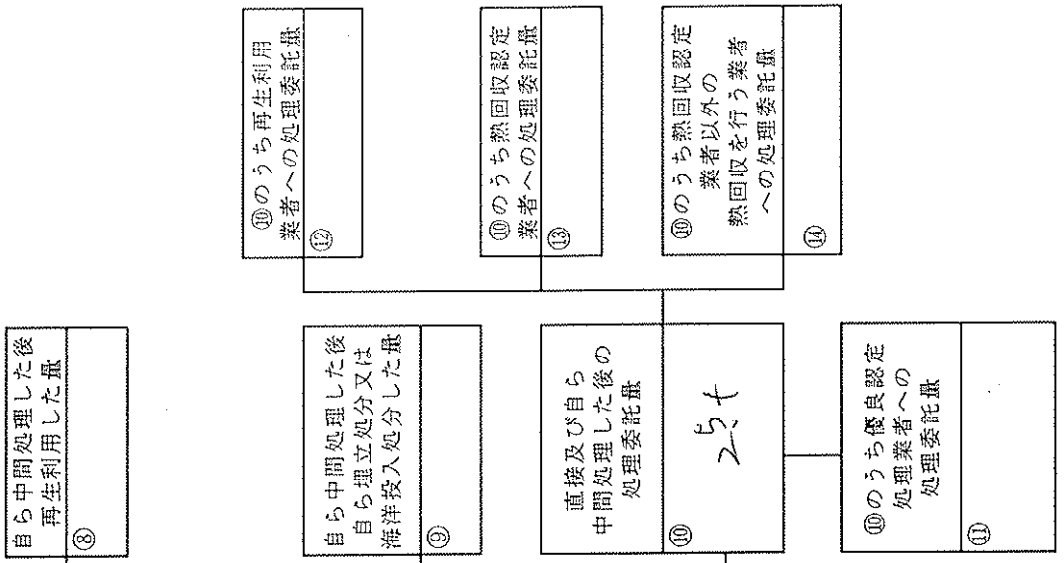 自ら中間処理した後
再生利用した量
⑧
自ら中間処理した後
自ら埋立処分又は
海洋投入処分した量
⑨
直接及び自ら
中間処理した後の
処理委託量
⑩
2.5t
⑩のうち優良認定
処理業者への
処理委託量
⑪
⑩のうち再生利用
業者への処理委託量
⑫
⑩のうち熱回収認定
業者への処理委託量
⑬
⑩のうち熱回収認定
業者以外の
熱回収を行う業者
への処理委託量
⑭